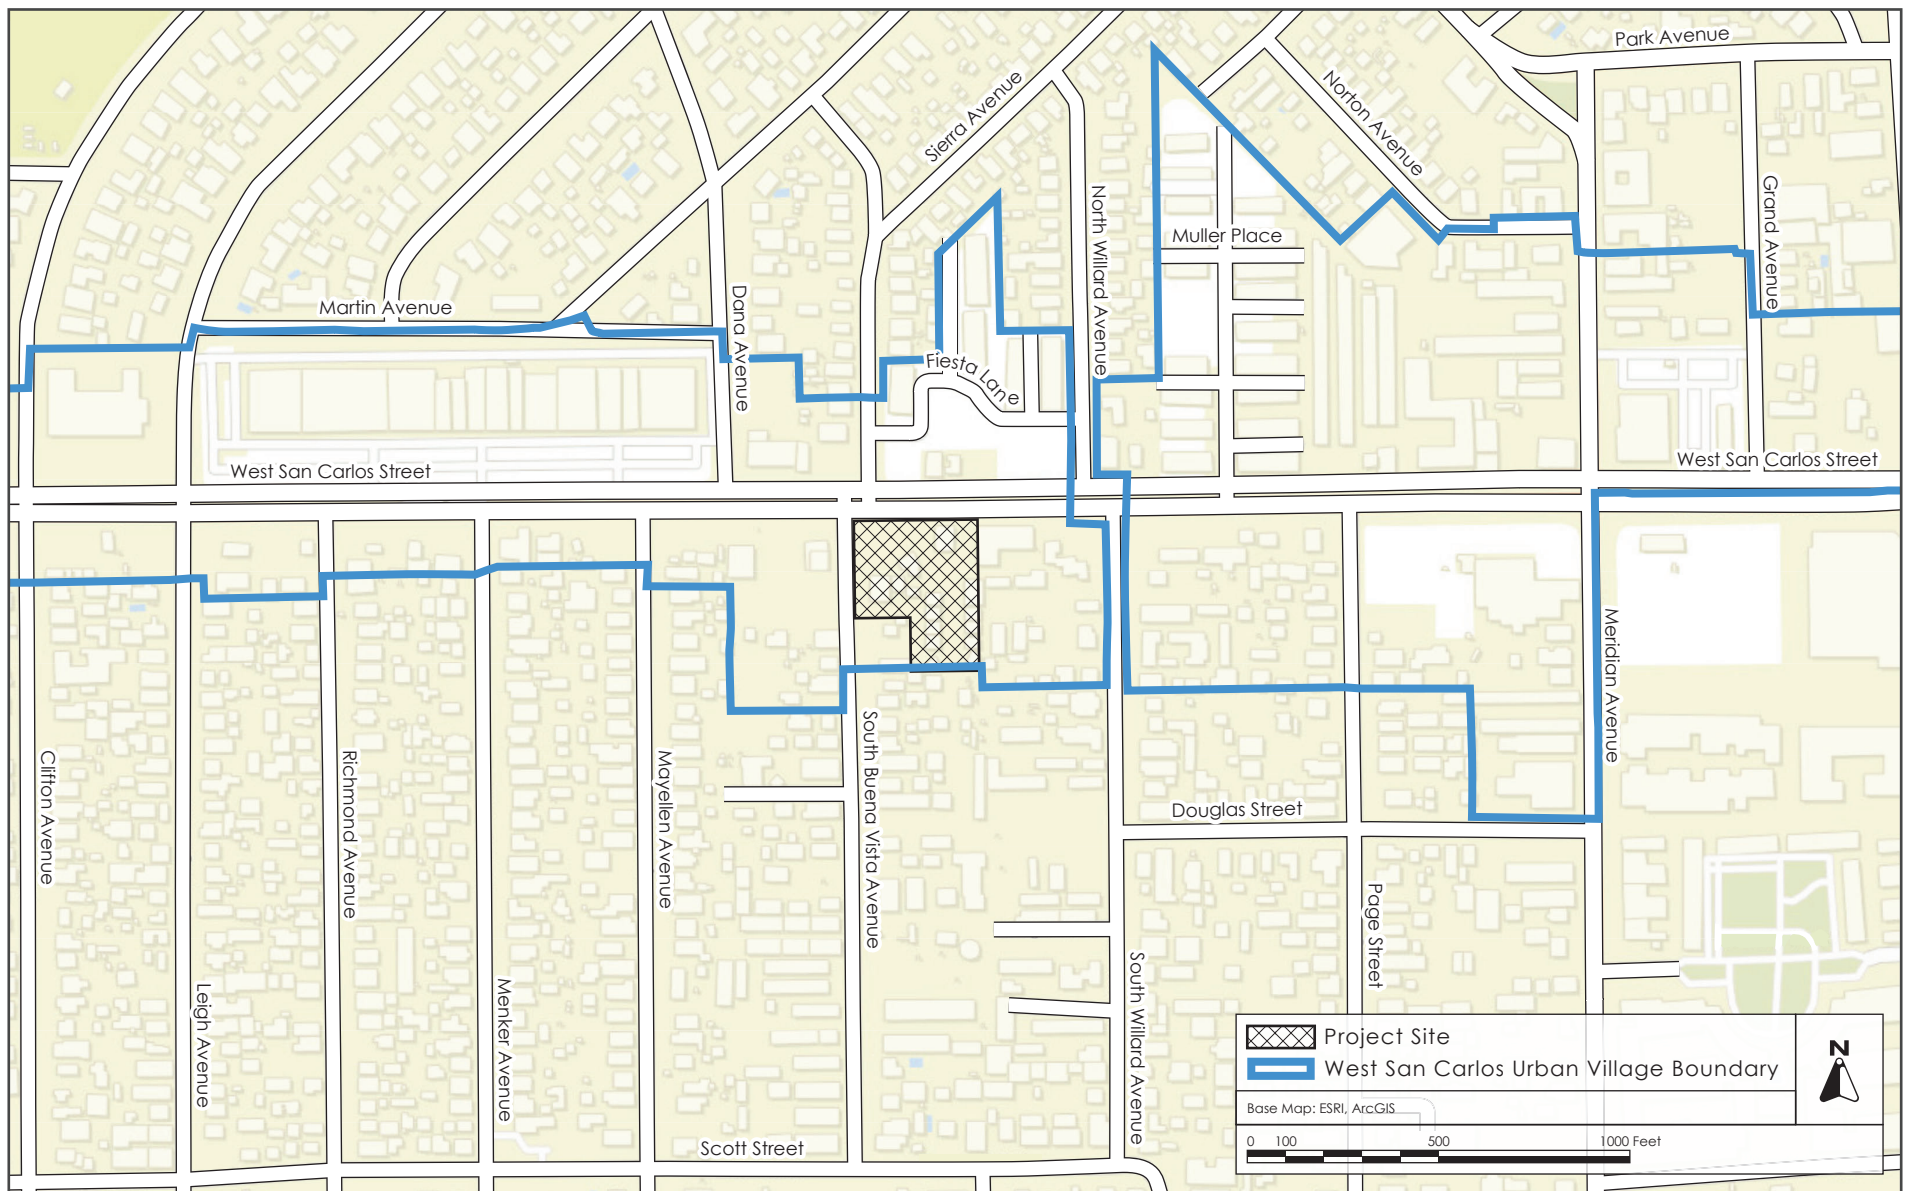 Park Avenue
Norton Avenue
Sierra Avenue
Grand Avenue
North Willard Avenue
Muller Place
Dana Avenue
Martin Avenue
Fiesta Lane
West San Carlos Street
West San Carlos Street
Meridian Avenue
South Buena Vista Avenue
Clifton Avenue
Richmond Avenue
Mayellen Avenue
Douglas Street
Page Street
South Willard Avenue
Leigh Avenue
Menker Avenue
Scott Street
Project Site
West San Carlos Urban Village Boundary
N
Base Map: ESRI, ArcGIS
0 100 500 1000 Feet